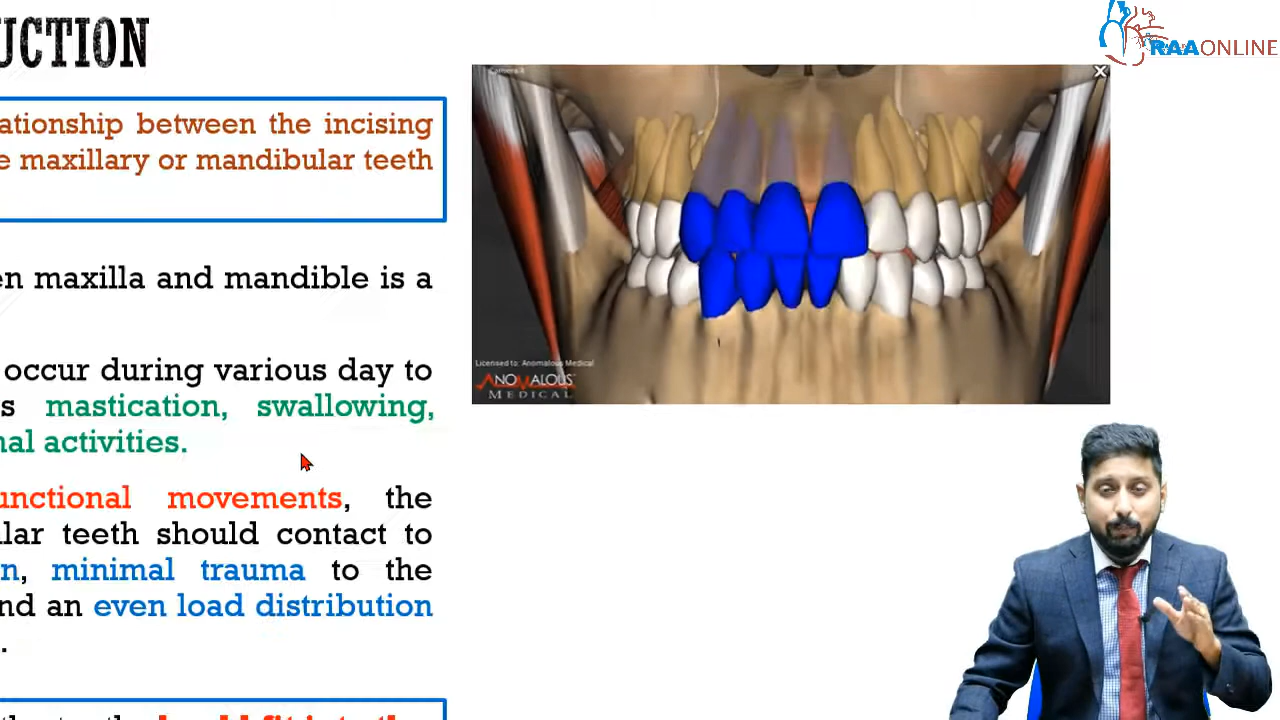 UCTION
RAAONLINE
ationship between the incising
e maxillary or mandibular teeth
en maxilla and mandible is a
occur during various day to
s mastication, swallowing,
nal activities.
unctional movements, the
lar teeth should contact to
n, minimal trauma to the
nd an even load distribution
.
Licensed to: Anomalous Medical
ANOMALOUS
MEDICAL